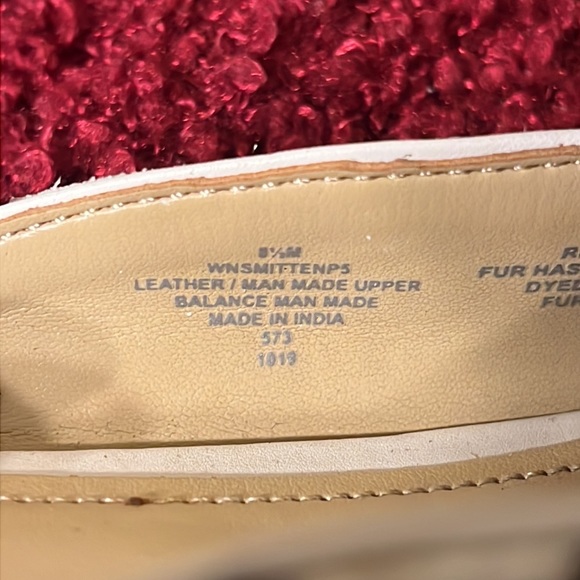 8½M
WNSMITTENP5
LEATHER / MAN MADE UPPER
BALANCE MAN MADE
MADE IN INDIA
573
1019
FUR HAS
DYED
FUR